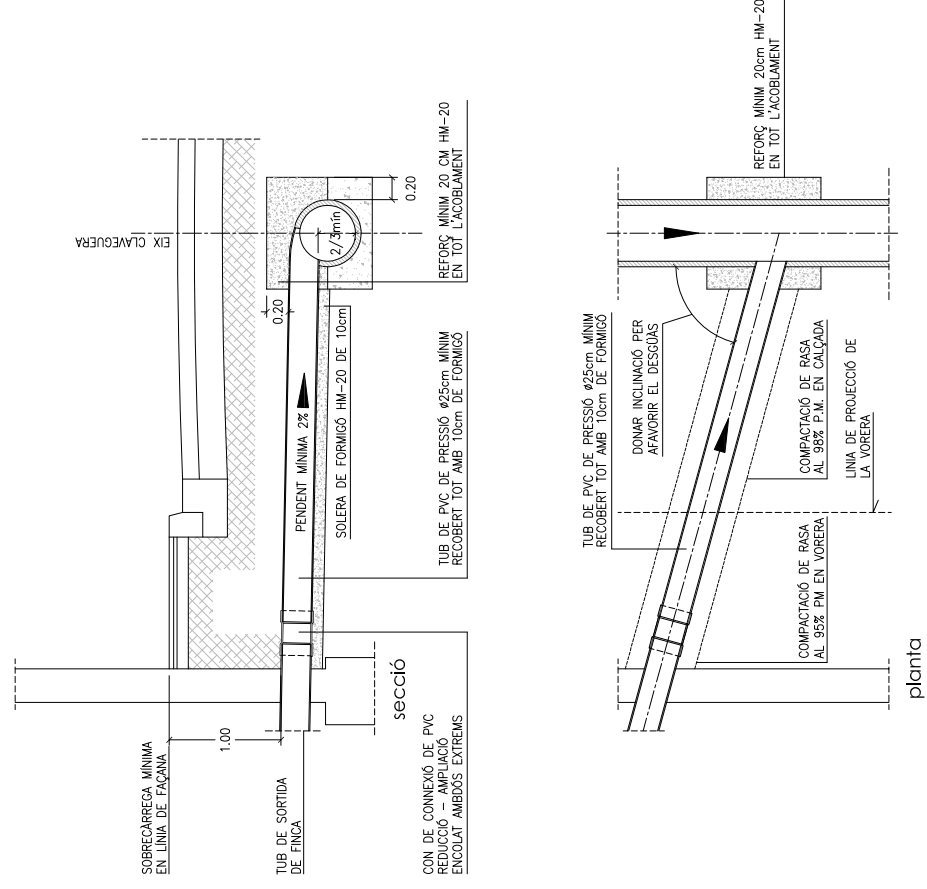 EIX CLAVEGUERA
0.20
2/3mín
0.20
REFORÇ MÍNIM 20 CM HM-20
EN TOT L'ACOBLAMENT
PENDENT MÍNIMA 2%
SOLERA DE FORMIGÓ HM-20 DE 10cm
TUB DE PVC DE PRESSIÓ ø25cm MÍNIM
RECOBERT TOT AMB 10cm DE FORMIGÓ
secció
1.00
SOBRECÀRREGA MÍNIMA
EN LÍNIA DE FAÇANA
TUB DE SORTIDA
DE FINCA
CON DE CONNEXIÓ DE PVC
REDUCCIÓ - AMPLIACIÓ
ENCOLAT AMBDÓS EXTREMS
REFORÇ MÍNIM 20cm HM-20
EN TOT L'ACOBLAMENT
TUB DE PVC DE PRESSIÓ ø25cm MÍNIM
RECOBERT TOT AMB 10cm DE FORMIGÓ
DONAR INCLINACIÓ PER
AFAVORIR EL DESGÜÀS
COMPACTACIÓ DE RASA
AL 98% P.M. EN CALÇADA
LINIA DE PROJECCIÓ DE
LA VORERA
COMPACTACIÓ DE RASA
AL 95% PM EN VORERA
planta